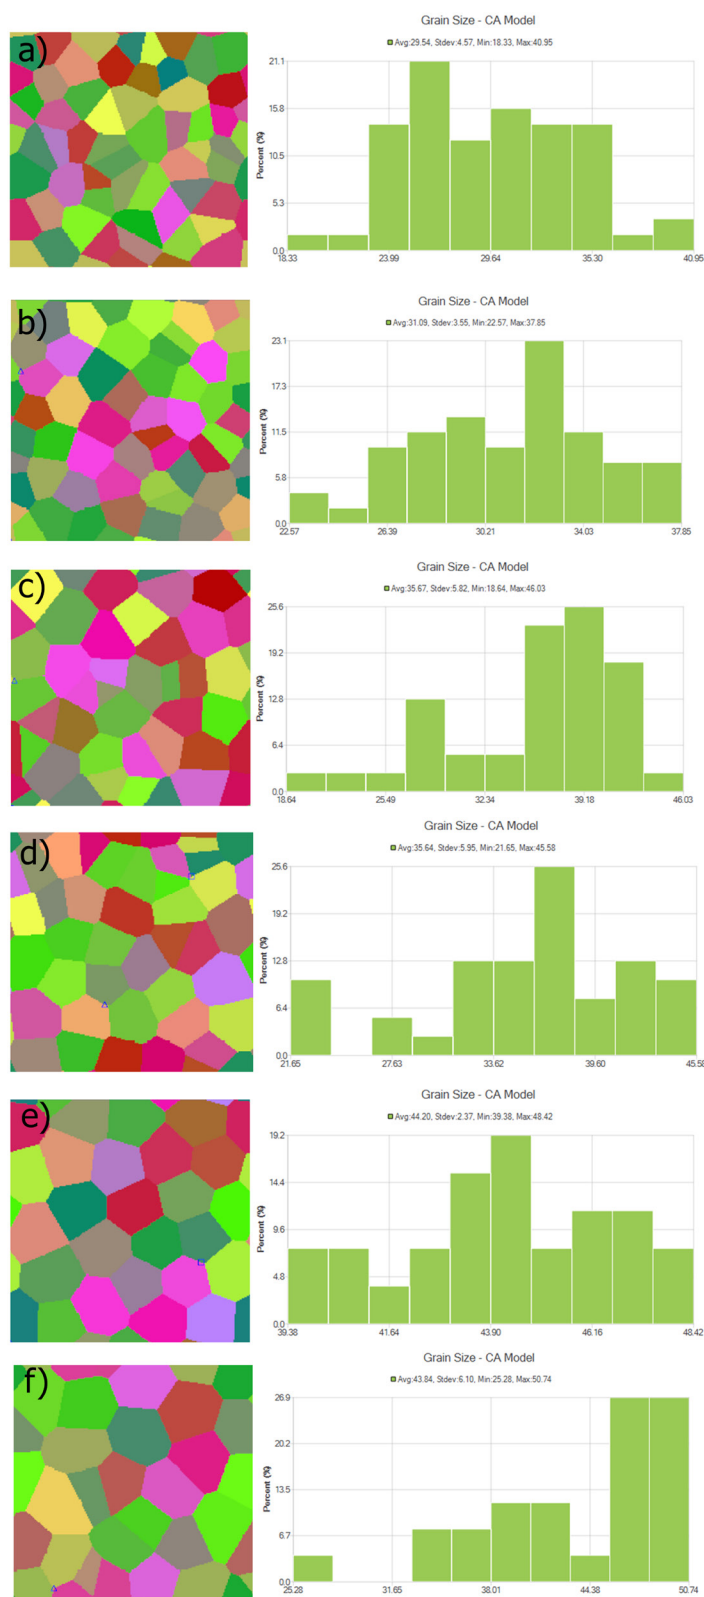 a)
Grain Size - CA Model
Avg:29.54, Stdev:4.57, Min:18.33, Max:40.95
Percent (%)
21.1
15.8
10.5
5.3
0.0
18.33 23.99 29.64 35.30 40.95
b)
Grain Size - CA Model
Avg:31.09, Stdev:3.55, Min:22.57, Max:37.85
Percent (%)
23.1
17.3
11.5
5.8
0.0
22.57 26.39 30.21 34.03 37.85
c)
Grain Size - CA Model
Avg:35.67, Stdev:5.82, Min:18.64, Max:46.03
Percent (%)
25.6
19.2
12.8
6.4
0.0
18.64 25.49 32.34 39.18 46.03
d)
Grain Size - CA Model
Avg:35.64, Stdev:5.95, Min:21.65, Max:45.58
Percent (%)
25.6
19.2
12.8
6.4
0.0
21.65 27.63 33.62 39.60 45.58
e)
Grain Size - CA Model
Avg:44.20, Stdev:2.37, Min:39.38, Max:48.42
Percent (%)
19.2
14.4
9.6
4.8
0.0
39.38 41.64 43.90 46.16 48.42
f)
Grain Size - CA Model
Avg:43.84, Stdev:6.10, Min:25.28, Max:50.74
Percent (%)
26.9
20.2
13.5
6.7
0.0
25.28 31.65 38.01 44.38 50.74